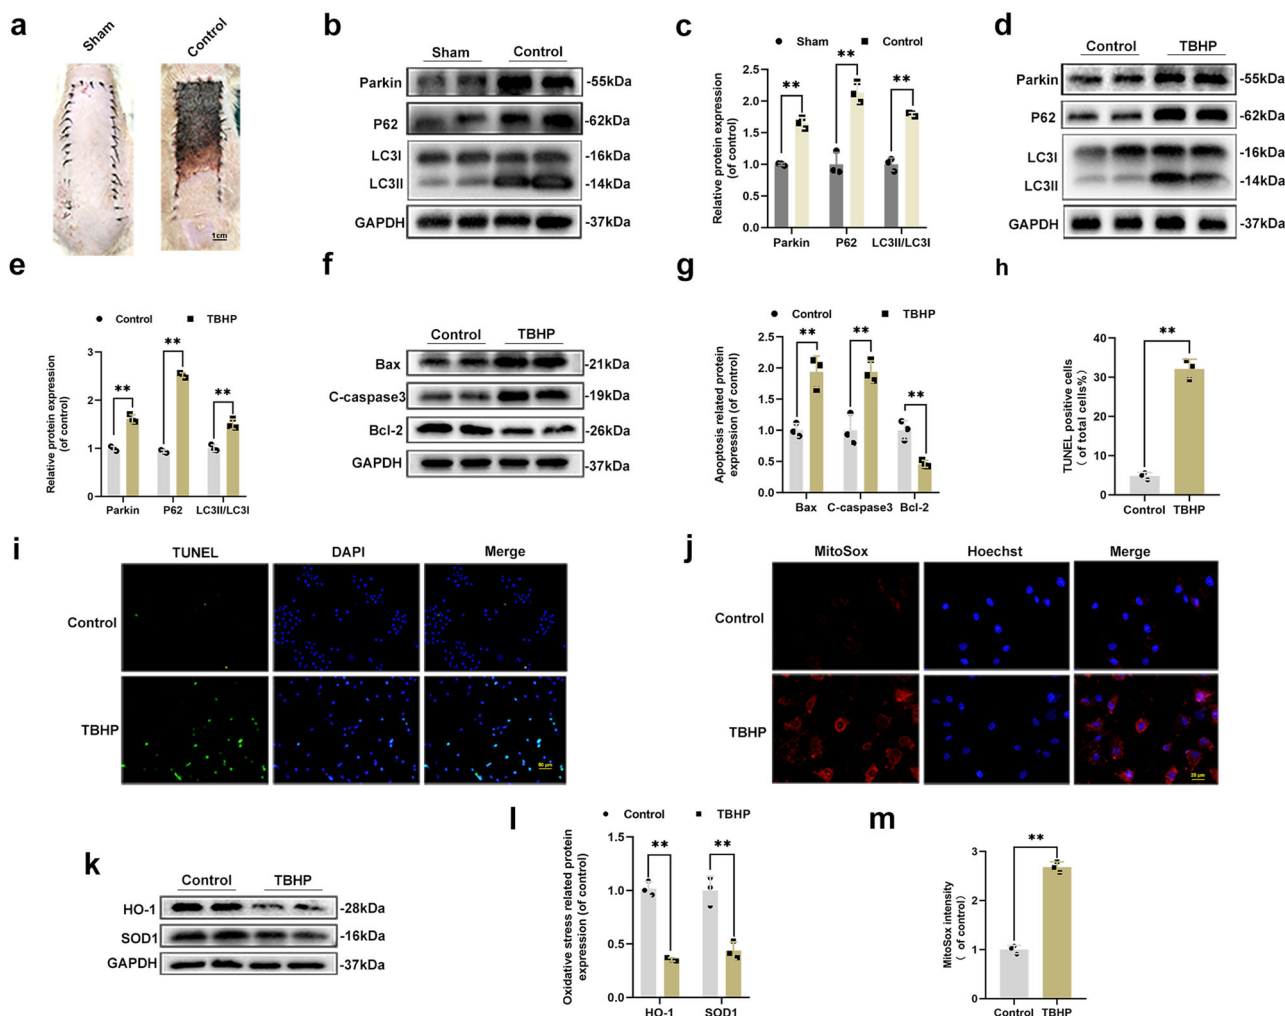 a
Sham
Control
1cm
b
Sham Control
Parkin -55kDa
P62 -62kDa
LC3I -16kDa
LC3II -14kDa
GAPDH -37kDa
c
Sham Control
Relative protein expression
(of control)
2.5
2.0
1.5
1.0
0.5
0.0
** ** **
Parkin P62 LC3II/LC3I
d
Control TBHP
Parkin -55kDa
P62 -62kDa
LC3I -16kDa
LC3II -14kDa
GAPDH -37kDa
e
Control TBHP
Relative protein expression
(of control)
3
2
1
0
** ** **
Parkin P62 LC3II/LC3I
f
Control TBHP
Bax -21kDa
C-caspase3 -19kDa
Bcl-2 -26kDa
GAPDH -37kDa
g
Control TBHP
Apoptosis related protein
expression (of control)
2.5
2.0
1.5
1.0
0.5
0.0
** ** **
Bax C-caspase3 Bcl-2
h
TUNEL positive cells
( of total cells%)
40
30
20
10
0
**
Control TBHP
i
TUNEL DAPI Merge
Control
TBHP
50 μm
j
MitoSox Hoechst Merge
Control
TBHP
20 μm
k
Control TBHP
HO-1 -28kDa
SOD1 -16kDa
GAPDH -37kDa
l
Control TBHP
Oxidative stress related protein
expression (of control)
1.5
1.0
0.5
0.0
** **
HO-1 SOD1
m
MitoSox intensity
( of control)
3
2
1
0
**
Control TBHP